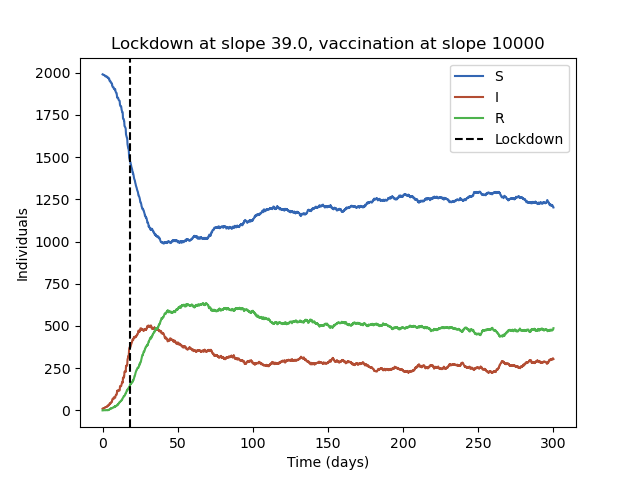 Lockdown at slope 39.0, vaccination at slope 10000
2000
1750
1500
1250
1000
750
500
250
0
Individuals
S
I
R
Lockdown
0 50 100 150 200 250 300
Time (days)